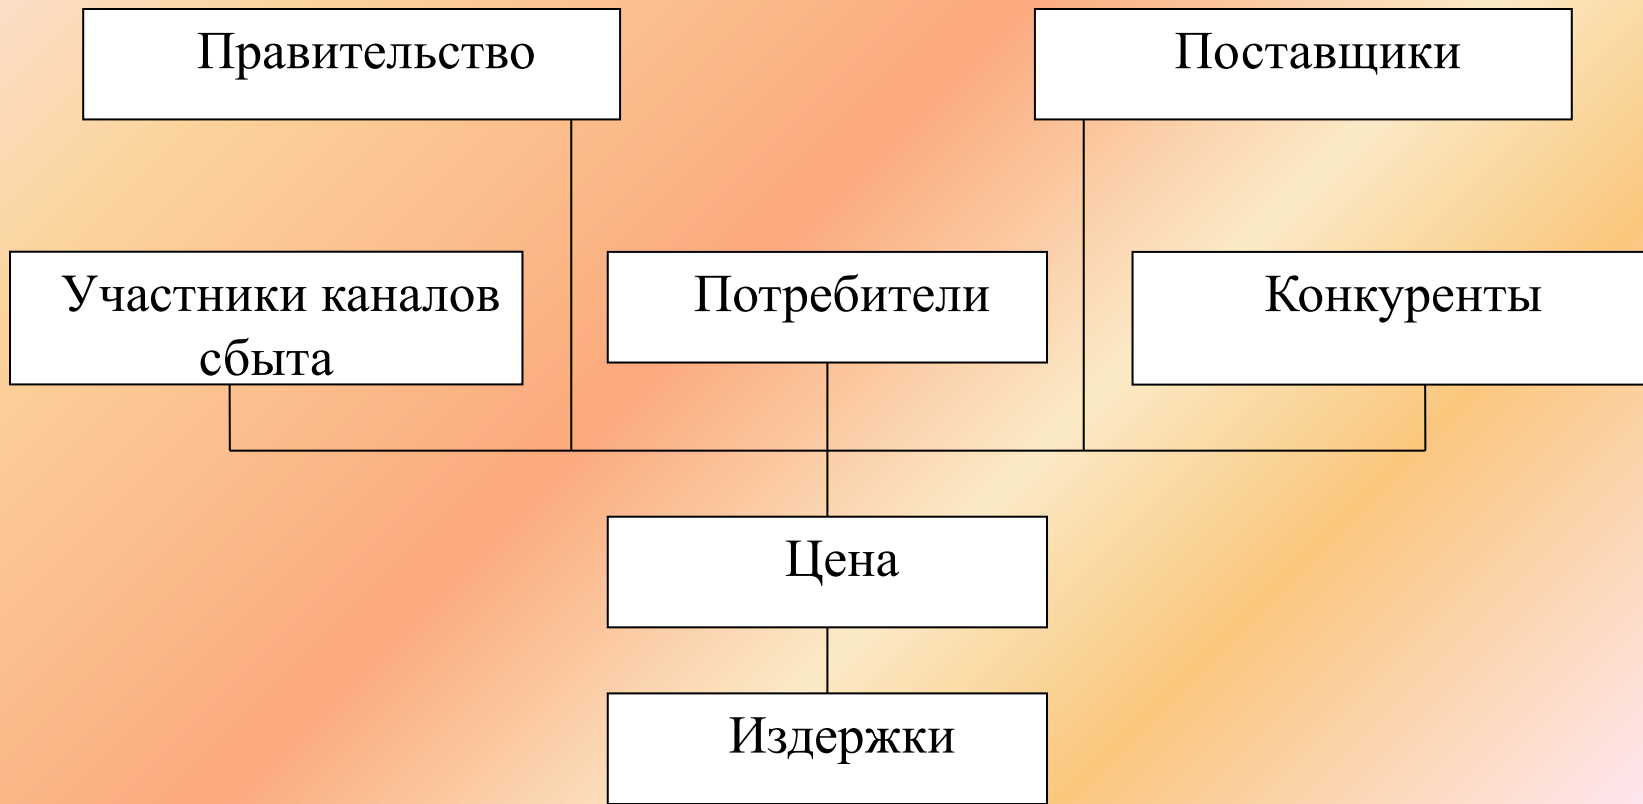 Правительство
Поставщики
Участники каналов
сбыта
Потребители
Конкуренты
Цена
Издержки